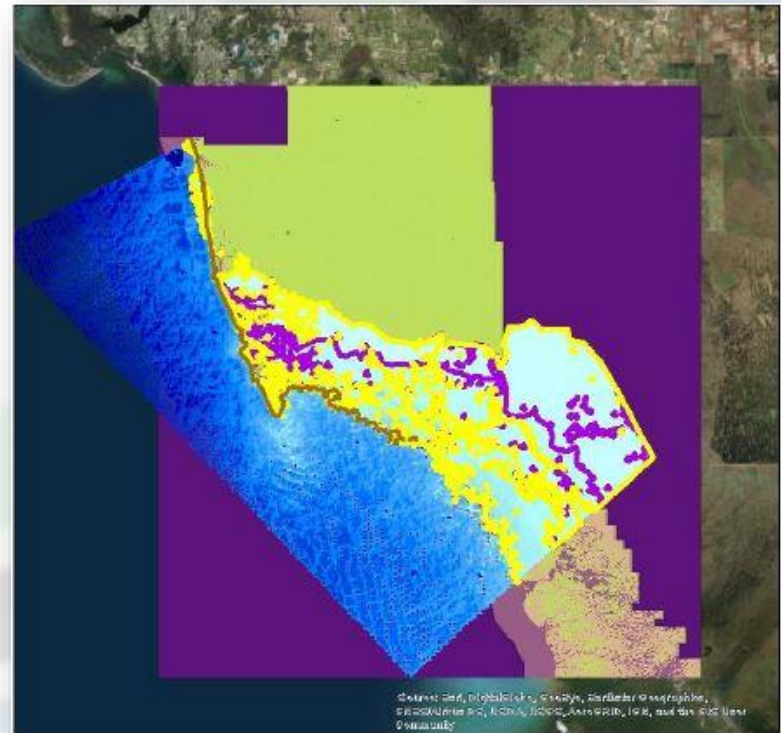 Source: Esri, DigitalGlobe, GeoEye, Earthstar Geographics,
CNES/Airbus DS, USDA, USGS, AeroGRID, IGN, and the GIS User
Community